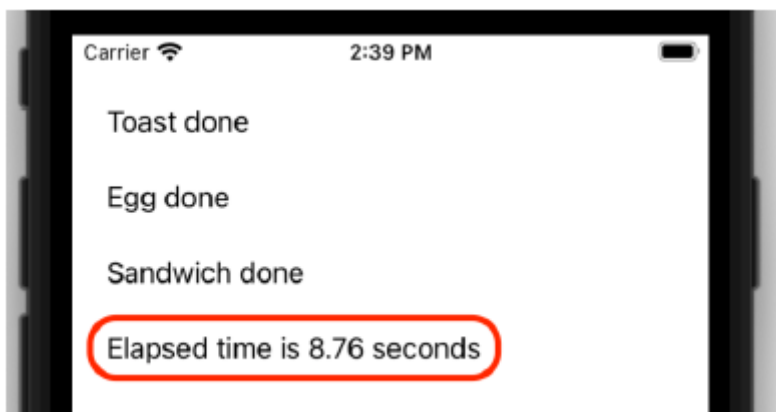 Carrier 2:39 PM
Toast done
Egg done
Sandwich done
Elapsed time is 8.76 seconds